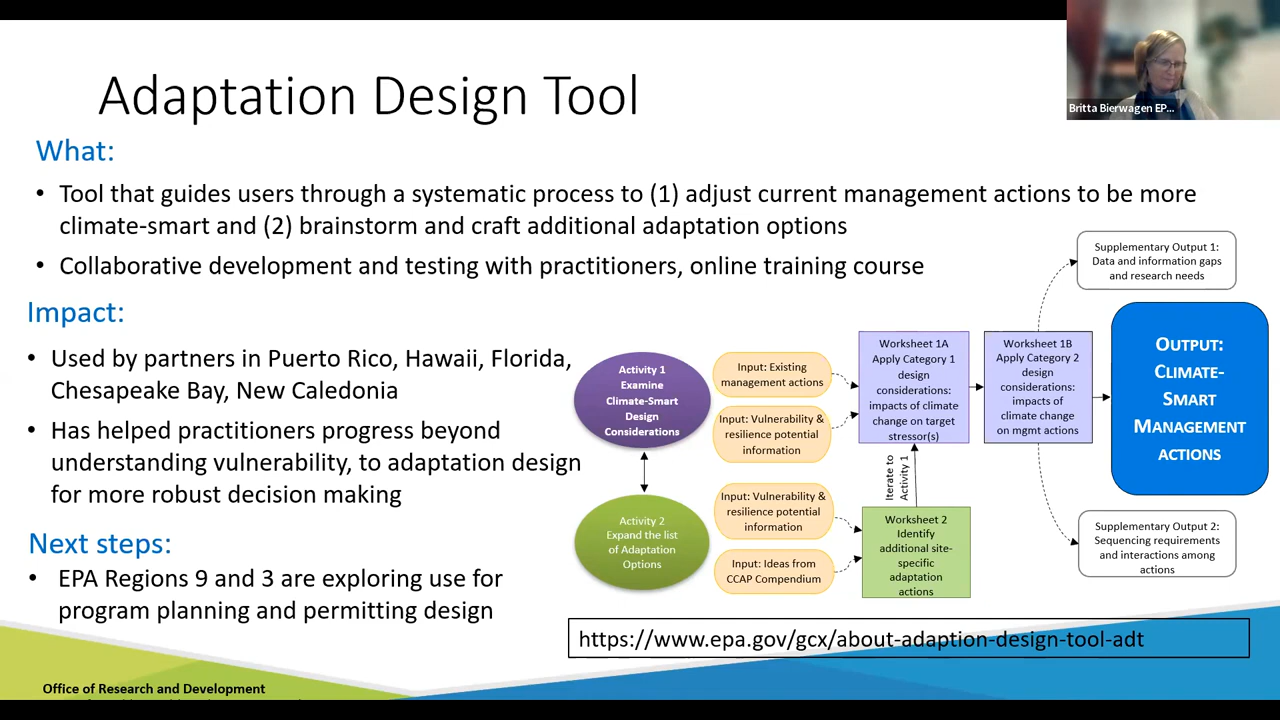 Adaptation Design Tool
Britta Bierwagen EP...
What:
• Tool that guides users through a systematic process to (1) adjust current management actions to be more
climate-smart and (2) brainstorm and craft additional adaptation options
• Collaborative development and testing with practitioners, online training course
Impact:
• Used by partners in Puerto Rico, Hawaii, Florida,
Chesapeake Bay, New Caledonia
• Has helped practitioners progress beyond
understanding vulnerability, to adaptation design
for more robust decision making
Next steps:
• EPA Regions 9 and 3 are exploring use for
program planning and permitting design
Activity 1
Examine
Climate-Smart
Design
Considerations
Activity 2
Expand the list
of Adaptation
Options
Input: Existing
management actions
Input: Vulnerability &
resilience potential
information
Input: Vulnerability &
resilience potential
information
Input: Ideas from
CCAP Compendium
Worksheet 1A
Apply Category 1
design
considerations:
impacts of climate
change on target
stressor(s)
Iterate to
Activity 1
Worksheet 2
Identify
additional site-
specific
adaptation
actions
Worksheet 1B
Apply Category 2
design
considerations:
impacts of
climate change
on mgmt actions
Supplementary Output 1:
Data and information gaps
and research needs
OUTPUT:
CLIMATE-
SMART
MANAGEMENT
ACTIONS
Supplementary Output 2:
Sequencing requirements
and interactions among
actions
https://www.epa.gov/gcx/about-adaption-design-tool-adt
Office of Research and Development